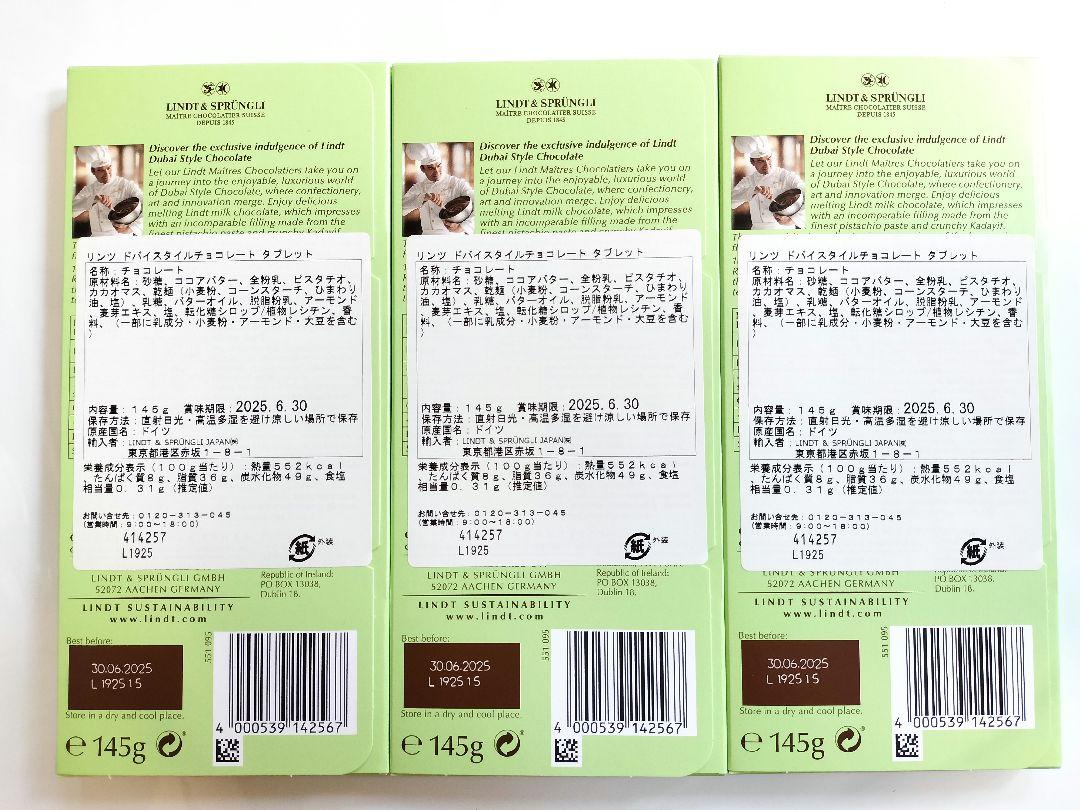 LINDT & SPRÜNGLI
MAÎTRE CHOCOLATIER SUISSE
DEPUIS 1845
Discover the exclusive indulgence of Lindt
Dubai Style Chocolate
Let our Lindt Maîtres Chocolatiers take you on
a journey into the enjoyable, luxurious world
of Dubai Style Chocolate, where confectionery,
art and innovation merge. Enjoy delicious
melting Lindt milk chocolate, which impresses
with an incomparable filling made from the
finest pistachio paste and crunchy Kadayif.
リンツ ドバイスタイルチョコレート タブレット
名称：チョコレート
原材料名：砂糖、ココアバター、全粉乳、ピスタチオ、
カカオマス、乾麺（小麦粉、コーンスターチ、ひまわり
油、塩）、乳糖、バターオイル、脱脂粉乳、アーモンド
、麦芽エキス、塩、転化糖シロップ/植物レシチン、香
料、（一部に乳成分・小麦粉・アーモンド・大豆を含む
）
内容量：145g 賞味期限：2025.6.30
保存方法：直射日光・高温多湿を避け涼しい場所で保存
原産国名：ドイツ
輸入者：LINDT & SPRÜNGLI JAPAN㈱
東京都港区赤坂1-8-1
栄養成分表示（100g当たり）：熱量552kcal
、たんぱく質8g、脂質36g、炭水化物49g、食塩
相当量0.31g（推定値）
お問い合せ先：0120-313-045
(営業時間：9:00～18:00)
414257
L1925
紙 外装
LINDT & SPRÜNGLI GMBH
52072 AACHEN GERMANY
Republic of Ireland:
PO BOX 13038,
Dublin 18.
LINDT SUSTAINABILITY
www.lindt.com
Best before:
30.06.2025
L 1925 15
Store in a dry and cool place.
e 145g
551 095
4 000539 142567
LINDT & SPRÜNGLI
MAÎTRE CHOCOLATIER SUISSE
DEPUIS 1845
Discover the exclusive indulgence of Lindt
Dubai Style Chocolate
Let our Lindt Maîtres Chocolatiers take you on
a journey into the enjoyable, luxurious world
of Dubai Style Chocolate, where confectionery,
art and innovation merge. Enjoy delicious
melting Lindt milk chocolate, which impresses
with an incomparable filling made from the
finest pistachio paste and crunchy Kadayif.
リンツ ドバイスタイルチョコレート タブレット
名称：チョコレート
原材料名：砂糖、ココアバター、全粉乳、ピスタチオ、
カカオマス、乾麺（小麦粉、コーンスターチ、ひまわり
油、塩）、乳糖、バターオイル、脱脂粉乳、アーモンド
、麦芽エキス、塩、転化糖シロップ/植物レシチン、香
料、（一部に乳成分・小麦粉・アーモンド・大豆を含む
）
内容量：145g 賞味期限：2025.6.30
保存方法：直射日光・高温多湿を避け涼しい場所で保存
原産国名：ドイツ
輸入者：LINDT & SPRÜNGLI JAPAN㈱
東京都港区赤坂1-8-1
栄養成分表示（100g当たり）：熱量552kcal
、たんぱく質8g、脂質36g、炭水化物49g、食塩
相当量0.31g（推定値）
お問い合せ先：0120-313-045
(営業時間：9:00～18:00)
414257
L1925
紙 外装
LINDT & SPRÜNGLI GMBH
52072 AACHEN GERMANY
Republic of Ireland:
PO BOX 13038,
Dublin 18.
LINDT SUSTAINABILITY
www.lindt.com
Best before:
30.06.2025
L 1925 15
Store in a dry and cool place.
e 145g
551 095
4 000539 142567
LINDT & SPRÜNGLI
MAÎTRE CHOCOLATIER SUISSE
DEPUIS 1845
Discover the exclusive indulgence of Lindt
Dubai Style Chocolate
Let our Lindt Maîtres Chocolatiers take you on
a journey into the enjoyable, luxurious world
of Dubai Style Chocolate, where confectionery,
art and innovation merge. Enjoy delicious
melting Lindt milk chocolate, which impresses
with an incomparable filling made from the
finest pistachio paste and crunchy Kadayif.
リンツ ドバイスタイルチョコレート タブレット
名称：チョコレート
原材料名：砂糖、ココアバター、全粉乳、ピスタチオ、
カカオマス、乾麺（小麦粉、コーンスターチ、ひまわり
油、塩）、乳糖、バターオイル、脱脂粉乳、アーモンド
、麦芽エキス、塩、転化糖シロップ/植物レシチン、香
料、（一部に乳成分・小麦粉・アーモンド・大豆を含む
）
内容量：145g 賞味期限：2025.6.30
保存方法：直射日光・高温多湿を避け涼しい場所で保存
原産国名：ドイツ
輸入者：LINDT & SPRÜNGLI JAPAN㈱
東京都港区赤坂1-8-1
栄養成分表示（100g当たり）：熱量552kcal
、たんぱく質8g、脂質36g、炭水化物49g、食塩
相当量0.31g（推定値）
お問い合せ先：0120-313-045
(営業時間：9:00～18:00)
414257
L1925
紙 外装
LINDT & SPRÜNGLI GMBH
52072 AACHEN GERMANY
PO BOX 13038,
Dublin 18.
LINDT SUSTAINABILITY
www.lindt.com
Best before:
30.06.2025
L 1925 15
Store in a dry and cool place.
e 145g
551 095
4 000539 142567